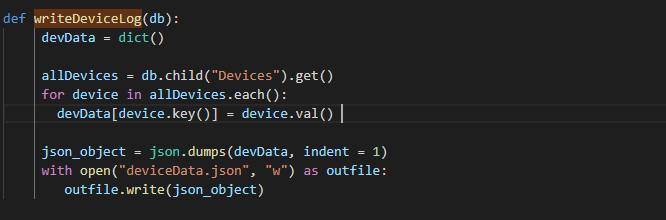 def writeDeviceLog(db):
    devData = dict()

    allDevices = db.child("Devices").get()
    for device in allDevices.each():
      devData[device.key()] = device.val()

    json_object = json.dumps(devData, indent = 1)
    with open("deviceData.json", "w") as outfile:
       outfile.write(json_object)